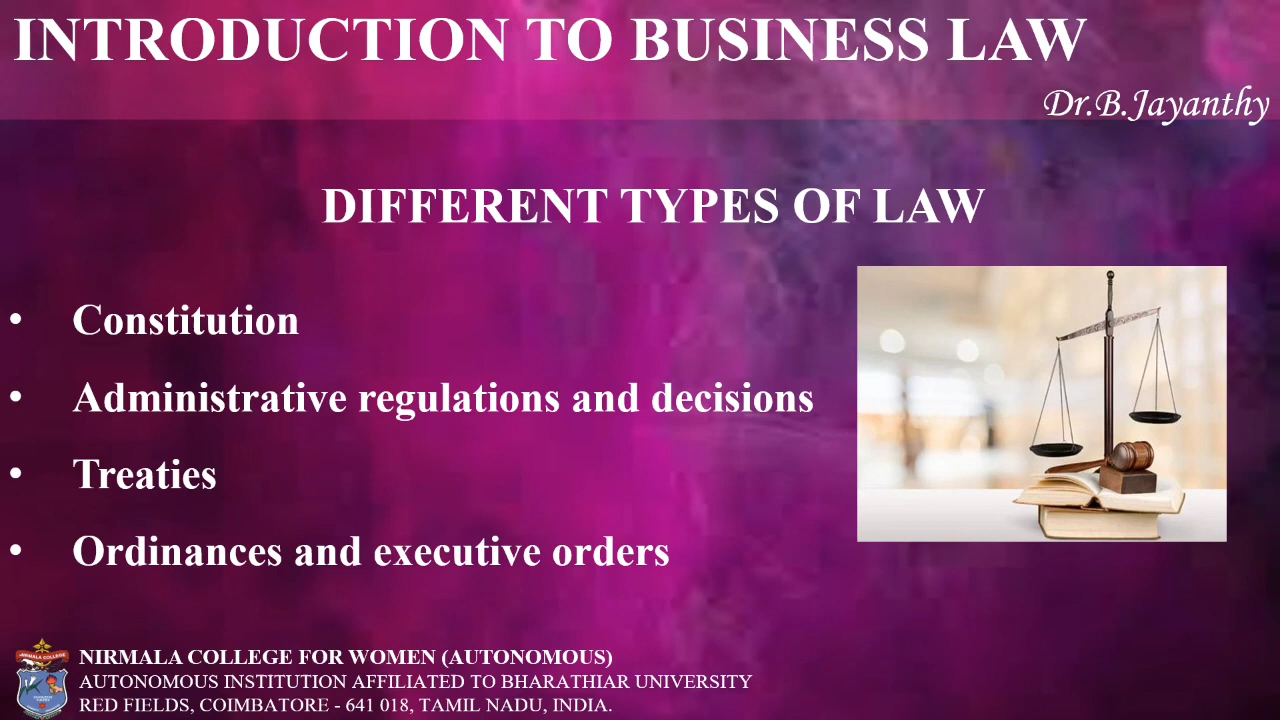 INTRODUCTION TO BUSINESS LAW
Dr.B.Jayanthy
DIFFERENT TYPES OF LAW
• Constitution
• Administrative regulations and decisions
• Treaties
• Ordinances and executive orders
NIRMALA COLLEGE
NIRMALA COLLEGE FOR WOMEN (AUTONOMOUS)
AUTONOMOUS INSTITUTION AFFILIATED TO BHARATHIAR UNIVERSITY
RED FIELDS, COIMBATORE - 641 018, TAMIL NADU, INDIA.